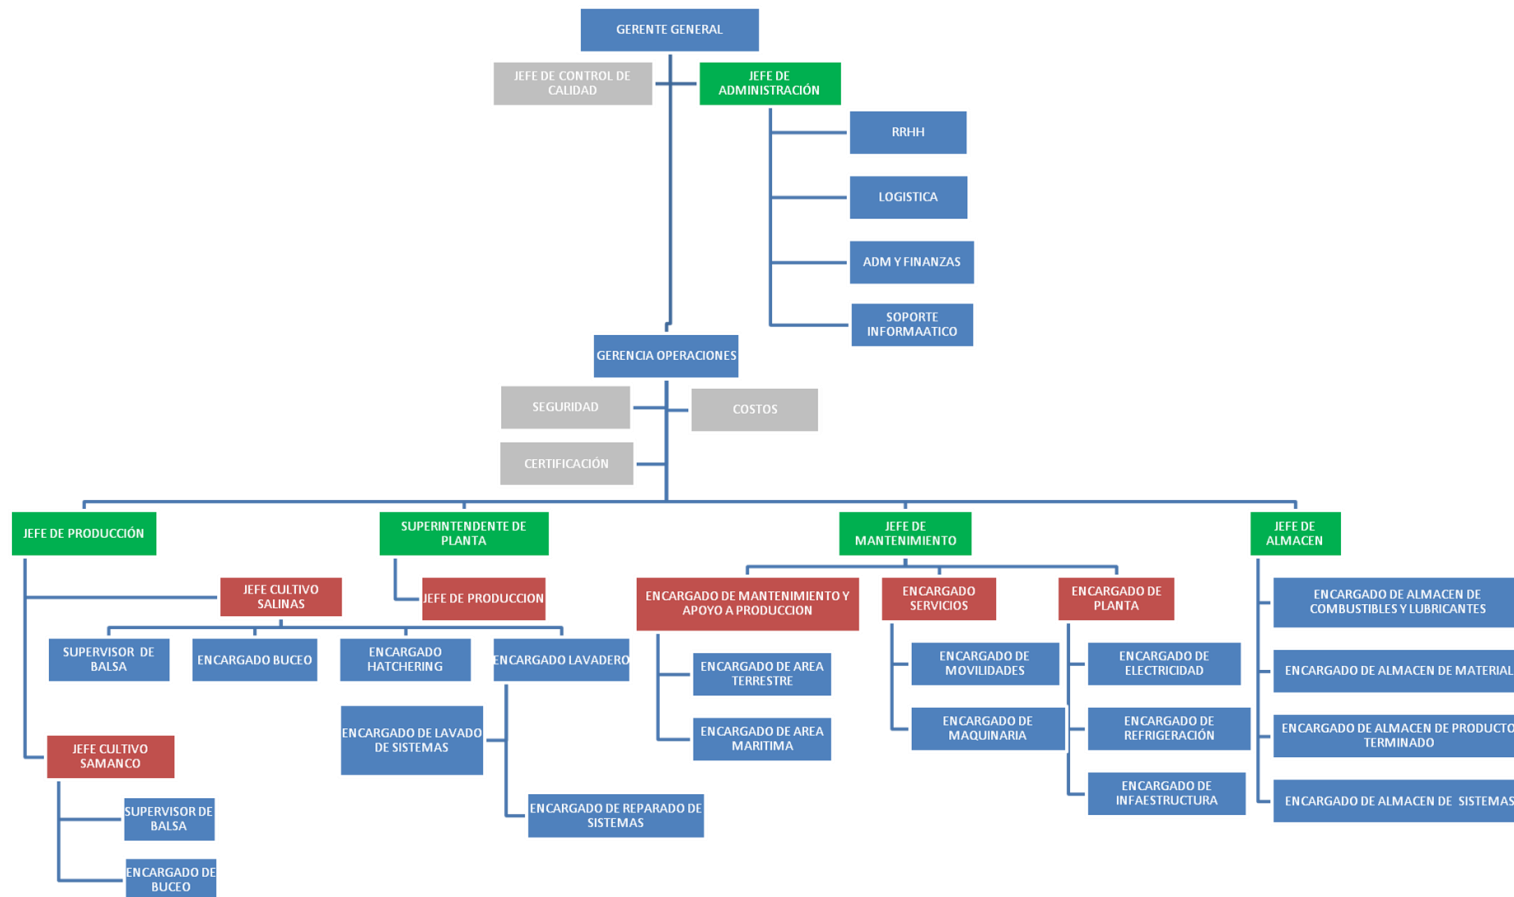 GERENTE GENERAL
JEFE DE CONTROL DE
CALIDAD
JEFE DE
ADMINISTRACIÓN
RRHH
LOGISTICA
ADM Y FINANZAS
SOPORTE
INFORMAATICO
GERENCIA OPERACIONES
SEGURIDAD
COSTOS
CERTIFICACIÓN
JEFE DE PRODUCCIÓN
SUPERINTENDENTE DE
PLANTA
JEFE DE
MANTENIMIENTO
JEFE DE
ALMACEN
JEFE CULTIVO
SALINAS
JEFE DE PRODUCCION
ENCARGADO DE MANTENIMIENTO Y
APOYO A PRODUCCION
ENCARGADO
SERVICIOS
ENCARGADO DE
PLANTA
ENCARGADO DE ALMACEN DE
COMBUSTIBLES Y LUBRICANTES
SUPERVISOR DE
BALSA
ENCARGADO BUCEO
ENCARGADO
HATCHERING
ENCARGADO LAVADERO
ENCARGADO DE AREA
TERRESTRE
ENCARGADO DE
MOVILIDADES
ENCARGADO DE
ELECTRICIDAD
ENCARGADO DE ALMACEN DE MATERIAL
ENCARGADO DE LAVADO
DE SISTEMAS
ENCARGADO DE AREA
MARITIMA
ENCARGADO DE
MAQUINARIA
ENCARGADO DE
REFRIGERACIÓN
ENCARGADO DE ALMACEN DE PRODUCTO
TERMINADO
JEFE CULTIVO
SAMANCO
ENCARGADO DE
INFAESTRUCTURA
ENCARGADO DE ALMACEN DE SISTEMAS
SUPERVISOR DE
BALSA
ENCARGADO DE REPARADO DE
SISTEMAS
ENCARGADO DE
BUCEO